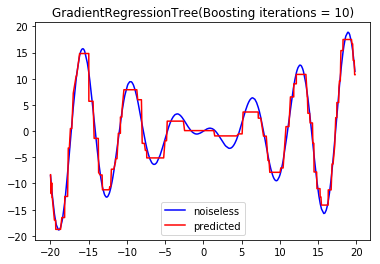 GradientRegressionTree(Boosting iterations = 10)
20
15
10
5
0
−5
−10
−15
−20
noiseless
predicted
−20 −15 −10 −5 0 5 10 15 20